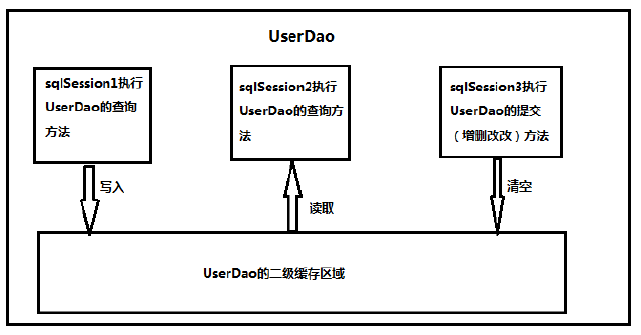 UserDao
sqlSession1执行
UserDao的查询
方法
sqlSession2执行
UserDao的查询方
法
sqlSession3执行
UserDao的提交
（增删改改）方法
写入
读取
清空
UserDao的二级缓存区域